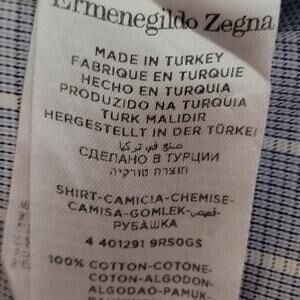 Ermenegildo Zegna
MADE IN TURKEY
FABRIQUE EN TURQUIE
HECHO EN TURQUIA
PRODUZIDO NA TURQUIA
TURK MALIDIR
HERGESTELLT IN DER TÜRKEI
صنع في تركيا
СДЕЛАНО В ТУРЦИИ
תוצרת טורקיה
SHIRT-CAMICIA-CHEMISE-
CAMISA-GOMLEK-قميص-
РУБАШКА
4 401291 9RS0GS
100% COTTON-COTONE-
COTON-ALGODON-
ALGODAO-PAMUK